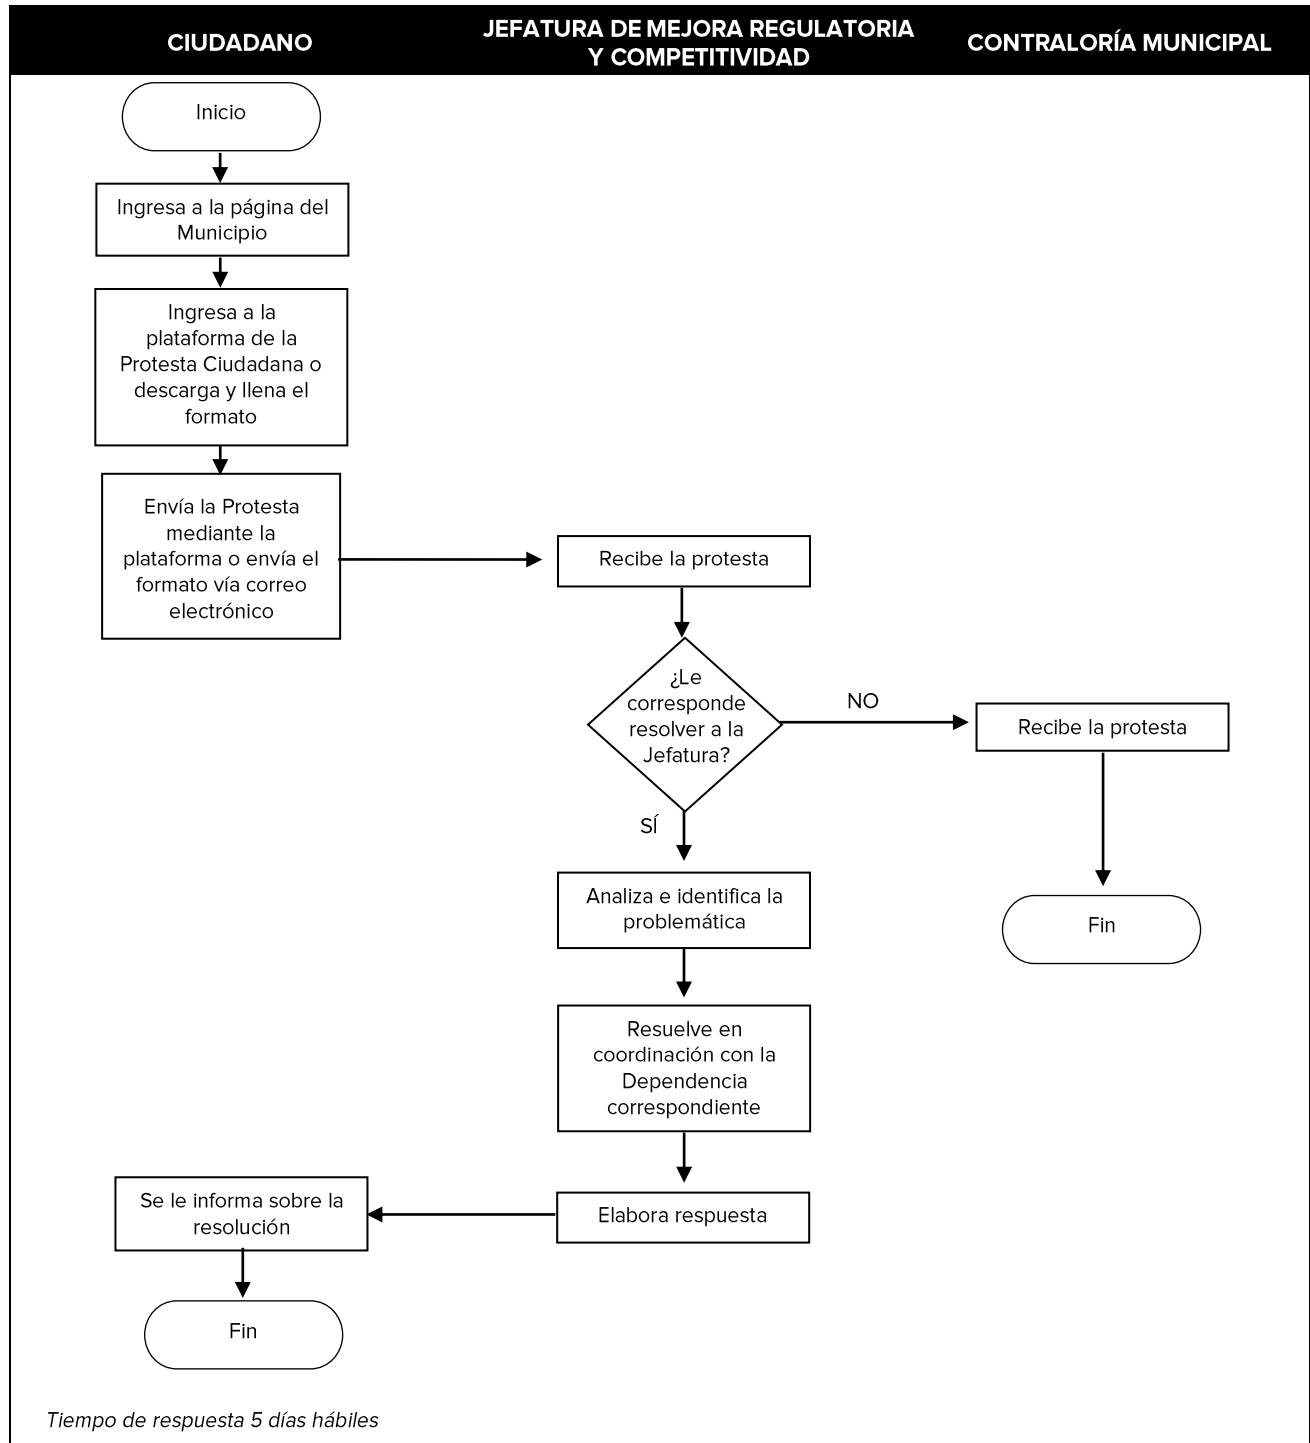 CIUDADANO
JEFATURA DE MEJORA REGULATORIA
Y COMPETITIVIDAD
CONTRALORÍA MUNICIPAL
Inicio
Ingresa a la página del
Municipio
Ingresa a la
plataforma de la
Protesta Ciudadana o
descarga y llena el
formato
Envía la Protesta
mediante la
plataforma o envía el
formato vía correo
electrónico
Recibe la protesta
¿Le
corresponde
resolver a la
Jefatura?
NO
Recibe la protesta
Fin
SÍ
Analiza e identifica la
problemática
Resuelve en
coordinación con la
Dependencia
correspondiente
Elabora respuesta
Se le informa sobre la
resolución
Fin
Tiempo de respuesta 5 días hábiles